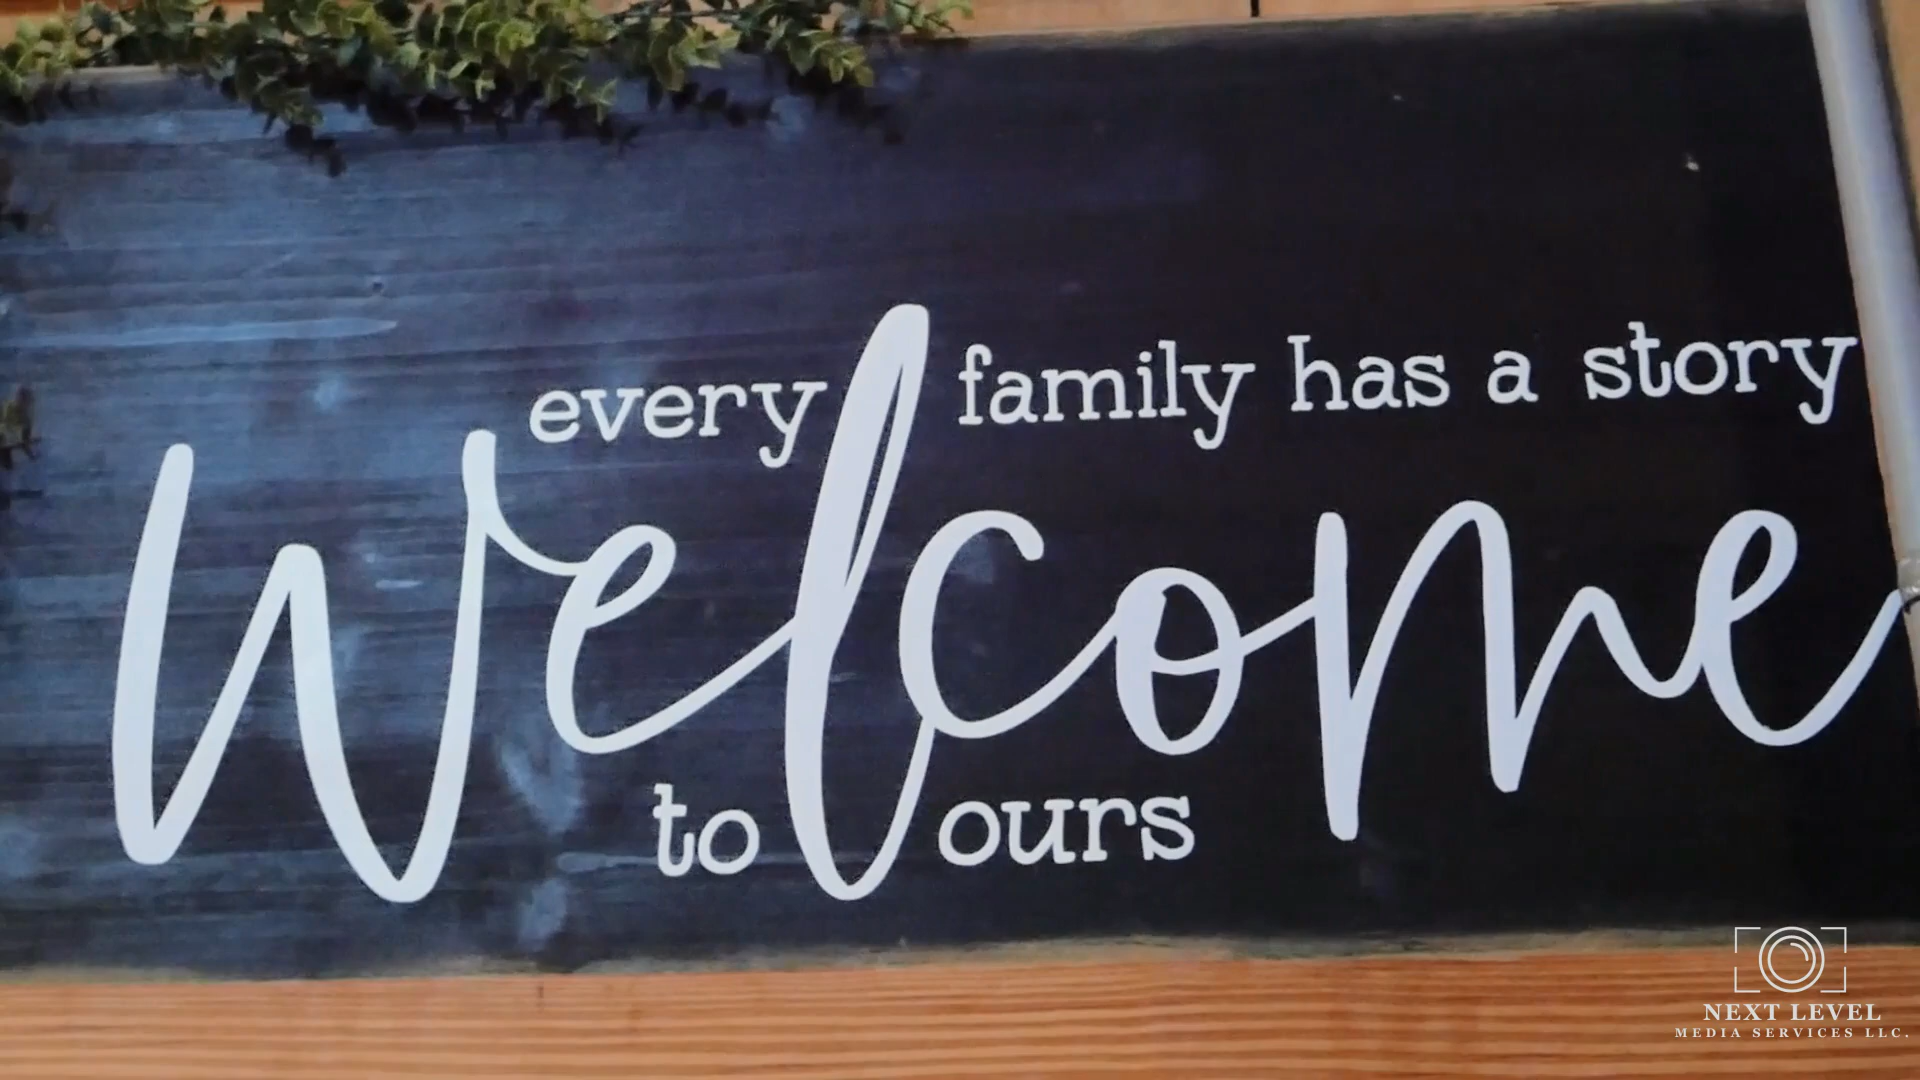 every family has a story
Welcome
to ours
NEXT LEVEL
MEDIA SERVICES LLC.